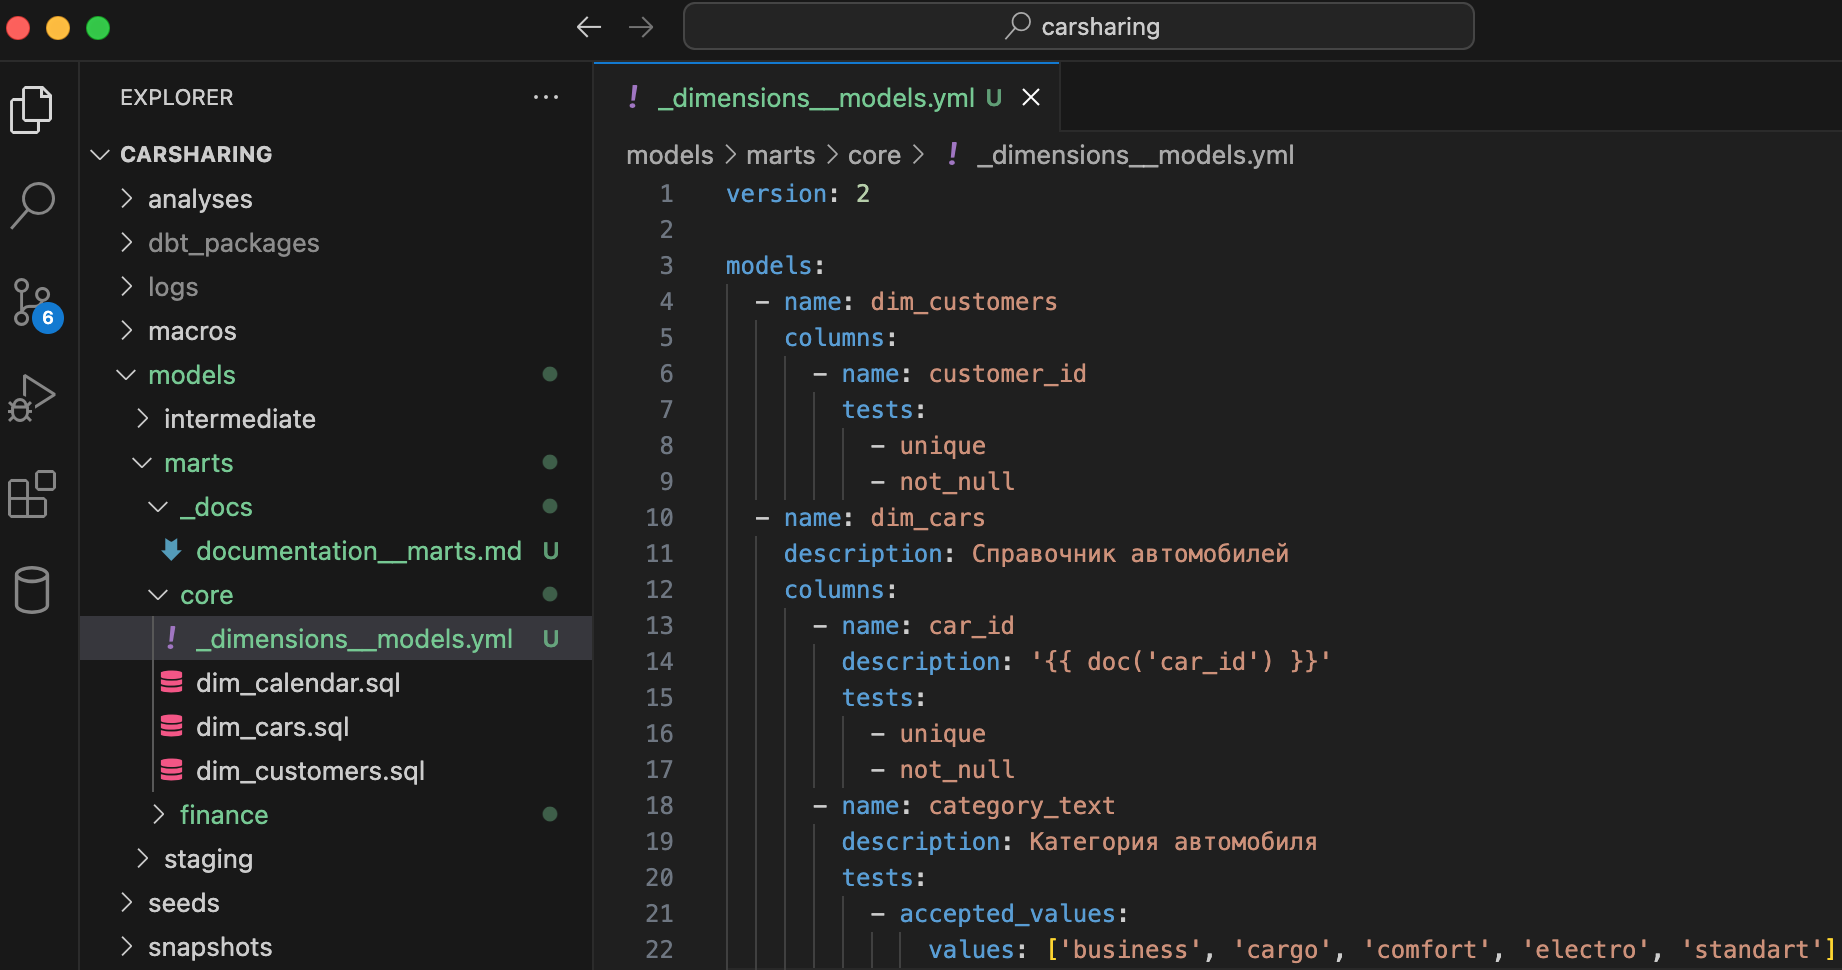 carsharing
EXPLORER
CARSHARING
analyses
dbt_packages
logs
macros
models
intermediate
marts
_docs
documentation__marts.md U
core
_dimensions__models.yml U
dim_calendar.sql
dim_cars.sql
dim_customers.sql
finance
staging
seeds
snapshots
6
! _dimensions__models.yml U
models > marts > core > ! _dimensions__models.yml
1 version: 2
2
3 models:
4 - name: dim_customers
5 columns:
6 - name: customer_id
7 tests:
8 - unique
9 - not_null
10 - name: dim_cars
11 description: Справочник автомобилей
12 columns:
13 - name: car_id
14 description: '{{ doc('car_id') }}'
15 tests:
16 - unique
17 - not_null
18 - name: category_text
19 description: Категория автомобиля
20 tests:
21 - accepted_values:
22 values: ['business', 'cargo', 'comfort', 'electro', 'standart']